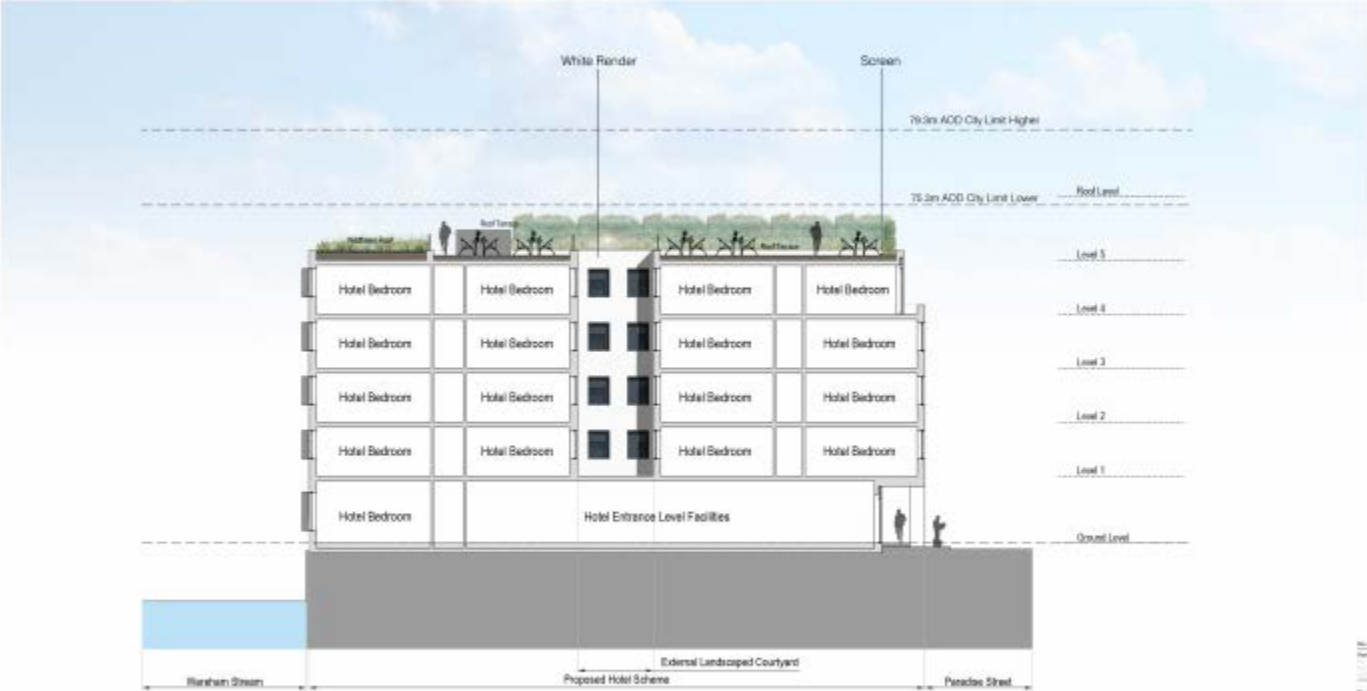 White Render
Screen
79.3m AOD City Limit Higher
75.3m AOD City Limit Lower
Roof Level
Roof Terrace
Roof Terrace
Level 5
Hotel Bedroom Hotel Bedroom Hotel Bedroom Hotel Bedroom
Level 4
Hotel Bedroom Hotel Bedroom Hotel Bedroom Hotel Bedroom
Level 3
Hotel Bedroom Hotel Bedroom Hotel Bedroom Hotel Bedroom
Level 2
Hotel Bedroom Hotel Bedroom Hotel Bedroom Hotel Bedroom
Level 1
Hotel Bedroom
Hotel Entrance Level Facilities
Ground Level
External Landscaped Courtyard
Wareham Stream
Proposed Hotel Scheme
Paradise Street